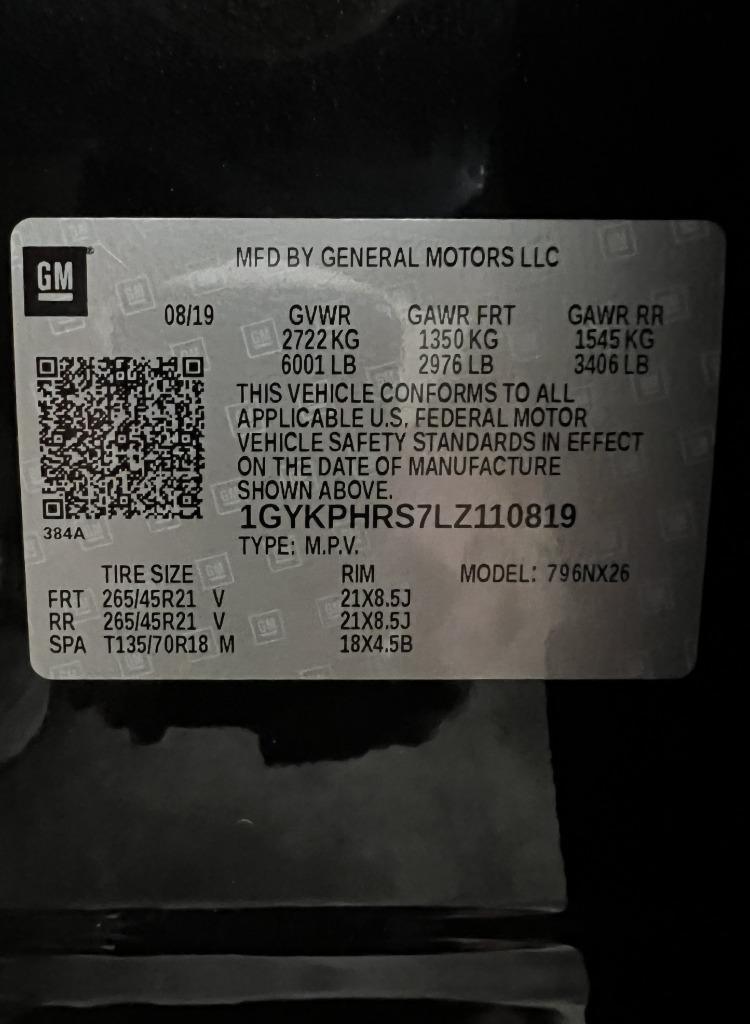 GM
MFD BY GENERAL MOTORS LLC
08/19 GVWR GAWR FRT GAWR RR
2722 KG 1350 KG 1545 KG
6001 LB 2976 LB 3406 LB
THIS VEHICLE CONFORMS TO ALL
APPLICABLE U.S. FEDERAL MOTOR
VEHICLE SAFETY STANDARDS IN EFFECT
ON THE DATE OF MANUFACTURE
SHOWN ABOVE.
1GYKPHRS7LZ110819
384A
TYPE: M.P.V.
TIRE SIZE RIM MODEL: 796NX26
FRT 265/45R21 V 21X8.5J
RR 265/45R21 V 21X8.5J
SPA T135/70R18 M 18X4.5B